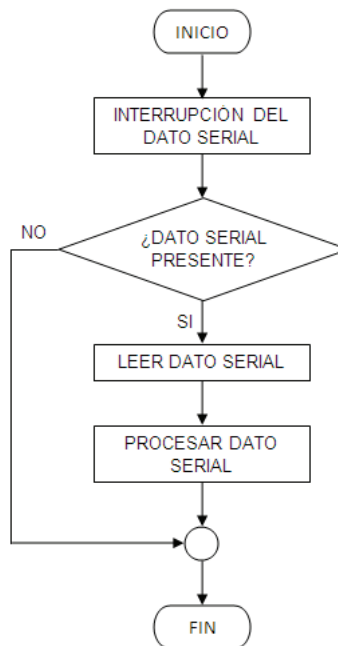 INICIO
INTERRUPCIÓN DEL
DATO SERIAL
¿DATO SERIAL
PRESENTE?
NO
SI
LEER DATO SERIAL
PROCESAR DATO
SERIAL
FIN